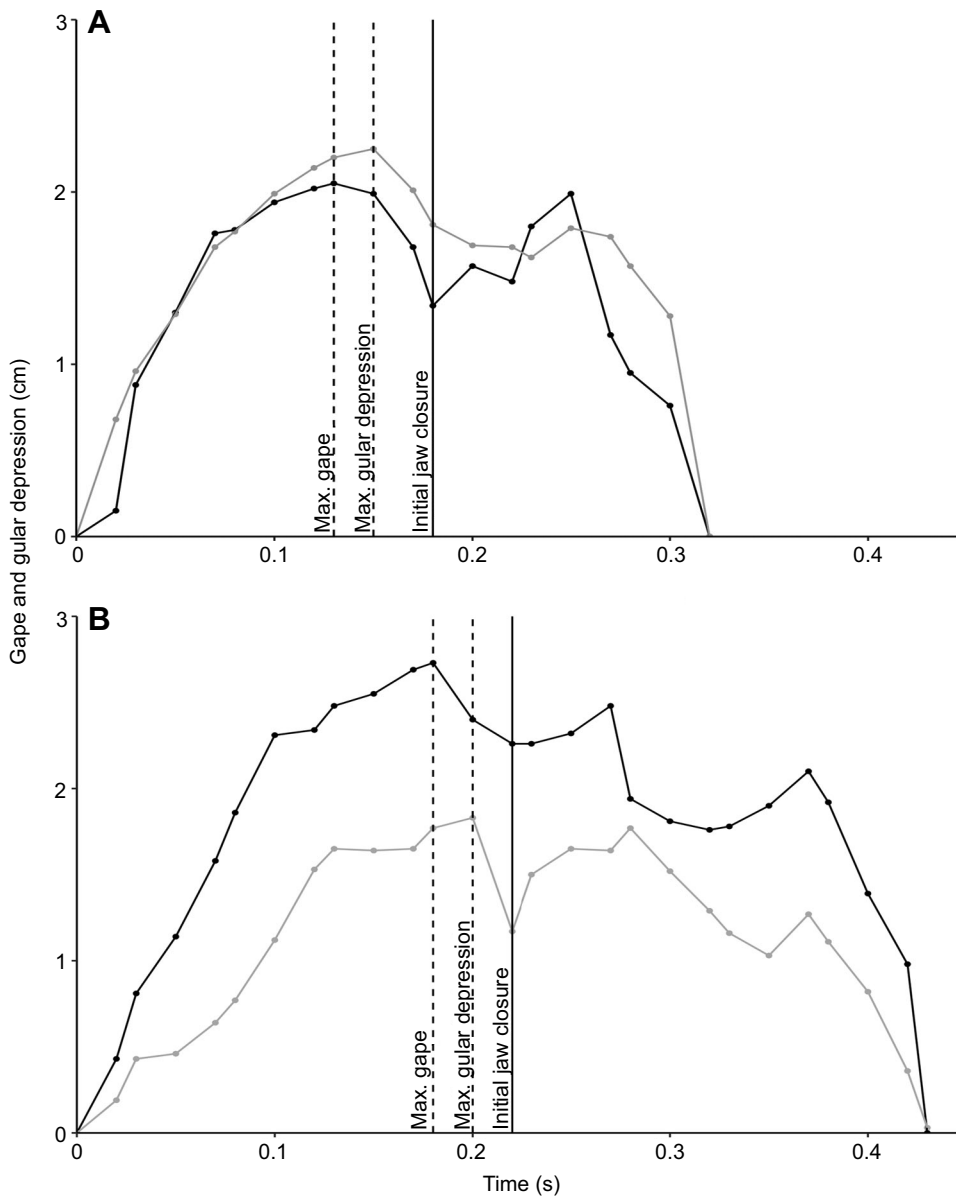 A
3
2
1
0
Max. gape
Max. gular depression
Initial jaw closure
0 0.1 0.2 0.3 0.4
Gape and gular depression (cm)
B
3
2
1
0
Max. gape
Max. gular depression
Initial jaw closure
0 0.1 0.2 0.3 0.4
Time (s)